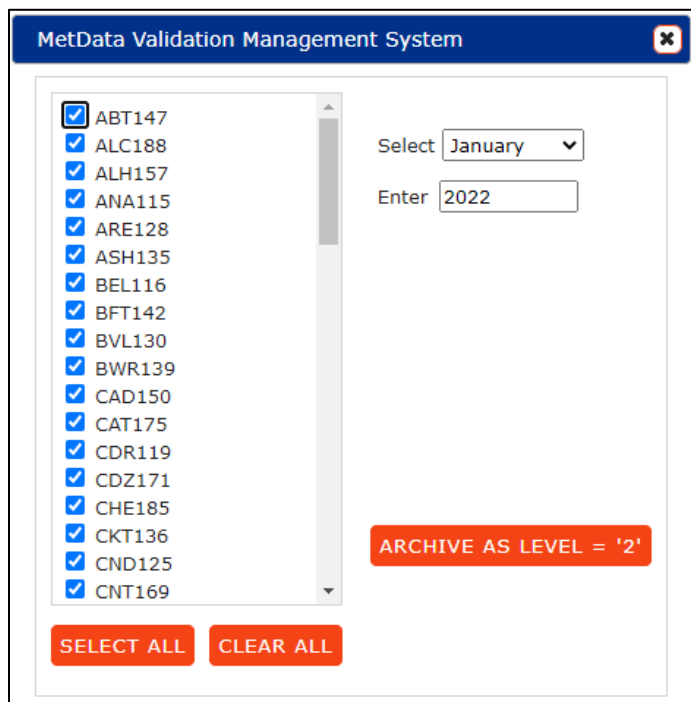 MetData Validation Management System
ABT147
ALC188
ALH157
ANA115
ARE128
ASH135
BEL116
BFT142
BVL130
BWR139
CAD150
CAT175
CDR119
CDZ171
CHE185
CKT136
CND125
CNT169
SELECT ALL CLEAR ALL
Select January
Enter 2022
ARCHIVE AS LEVEL = '2'